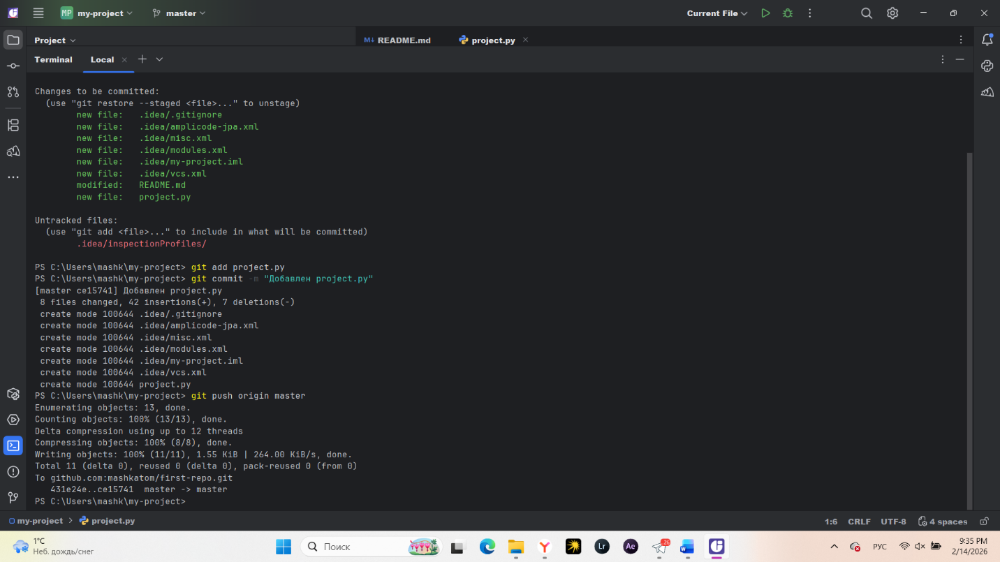 MP my-project
master
Current File
Project
M↓ README.md
project.py
Terminal
Local
Changes to be committed:
(use "git restore --staged <file>..." to unstage)
new file:   .idea/.gitignore
new file:   .idea/amplicode-jpa.xml
new file:   .idea/misc.xml
new file:   .idea/modules.xml
new file:   .idea/my-project.iml
new file:   .idea/vcs.xml
modified:   README.md
new file:   project.py
Untracked files:
(use "git add <file>..." to include in what will be committed)
.idea/inspectionProfiles/
PS C:\Users\mashk\my-project> git add project.py
PS C:\Users\mashk\my-project> git commit -m "Добавлен project.py"
[master ce15741] Добавлен project.py
8 files changed, 42 insertions(+), 7 deletions(-)
create mode 100644 .idea/.gitignore
create mode 100644 .idea/amplicode-jpa.xml
create mode 100644 .idea/misc.xml
create mode 100644 .idea/modules.xml
create mode 100644 .idea/my-project.iml
create mode 100644 .idea/vcs.xml
create mode 100644 project.py
PS C:\Users\mashk\my-project> git push origin master
Enumerating objects: 13, done.
Counting objects: 100% (13/13), done.
Delta compression using up to 12 threads
Compressing objects: 100% (8/8), done.
Writing objects: 100% (11/11), 1.55 KiB | 264.00 KiB/s, done.
Total 11 (delta 0), reused 0 (delta 0), pack-reused 0 (from 0)
To github.com:mashkatom/first-repo.git
431e24e..ce15741  master -> master
PS C:\Users\mashk\my-project>
my-project > project.py
1:6
CRLF
UTF-8
4 spaces
1°C
Неб. дождь/снег
Поиск
Lr
Ae
26
W
РУС
9:35 PM
2/14/2026